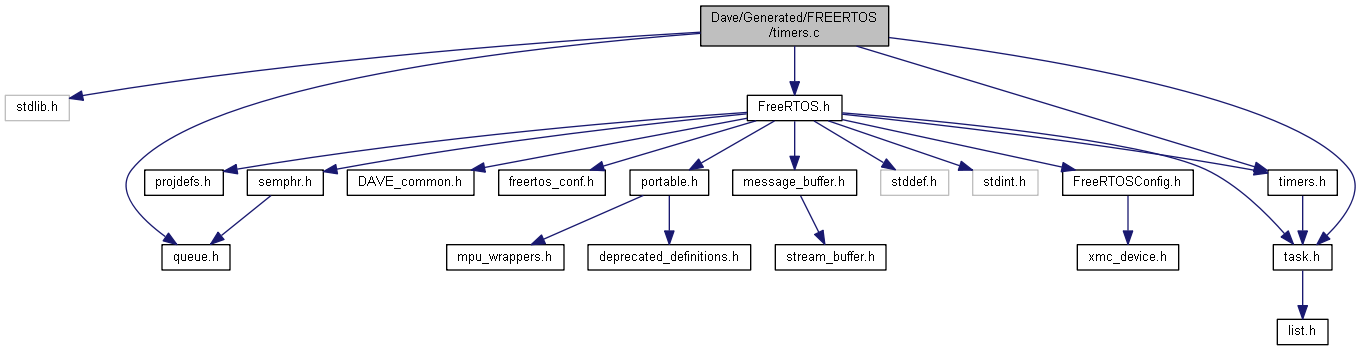 Dave/Generated/FREERTOS
/timers.c
stdlib.h
FreeRTOS.h
projdefs.h
semphr.h
DAVE_common.h
freertos_conf.h
portable.h
message_buffer.h
stddef.h
stdint.h
FreeRTOSConfig.h
timers.h
queue.h
mpu_wrappers.h
deprecated_definitions.h
stream_buffer.h
xmc_device.h
task.h
list.h